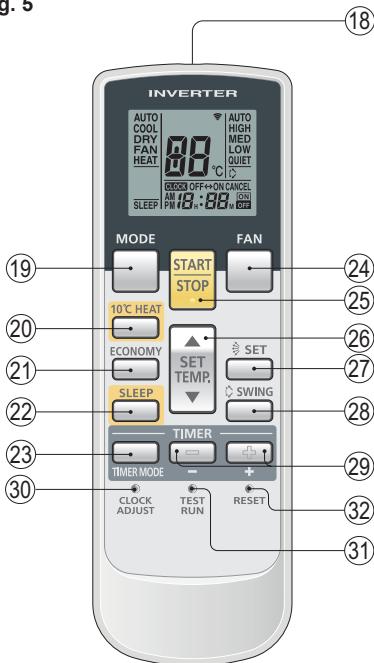 g. 5
18
INVERTER
AUTO
COOL
DRY
FAN
HEAT
SLEEP
88
°C
AUTO
HIGH
MED
LOW
QUIET
CLOCK OFF↔ON CANCEL
AM
PM
18 H : 88 M
ON
OFF
MODE
FAN
START
STOP
19
24
25
10°C HEAT
20
26
ECONOMY
21
SET
TEMP.
SET
27
SLEEP
22
SWING
28
TIMER
23
29
TIMER MODE
−
+
30
CLOCK
ADJUST
TEST
RUN
RESET
32
31